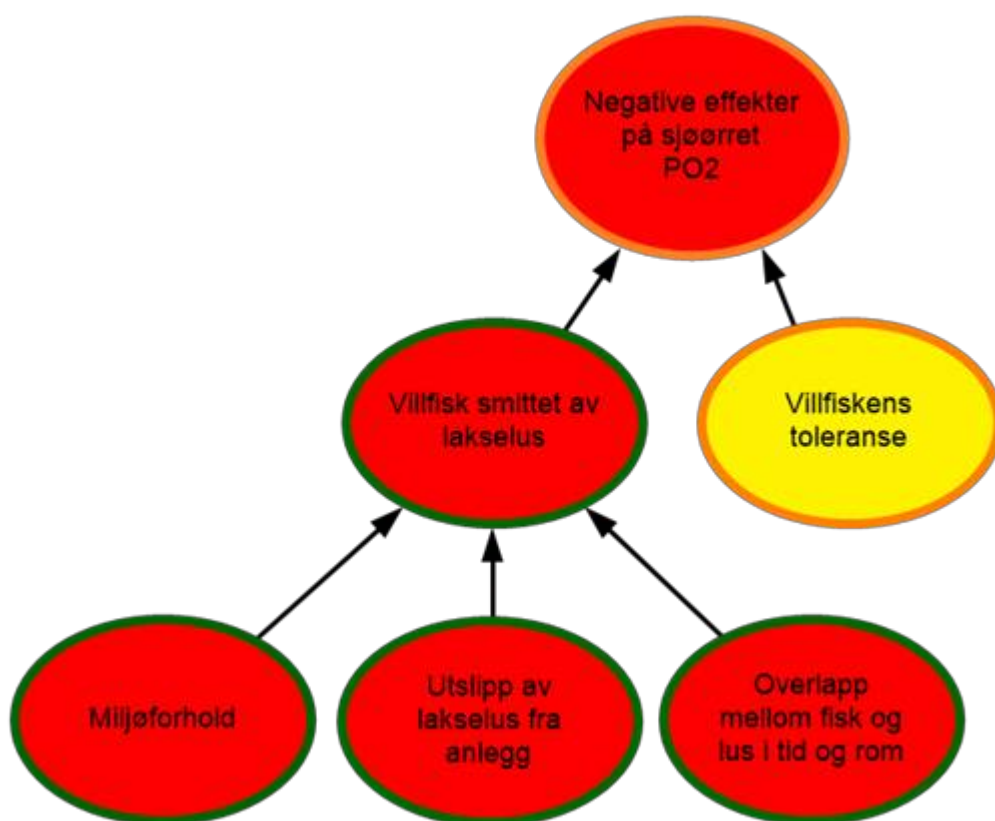 Negative effekter
på sjøørret
PO2
Villfisk smittet av
lakselus
Villfiskens
toleranse
Miljøforhold
Utslipp av
lakselus fra
anlegg
Overlapp
mellom fisk og
lus i tid og rom